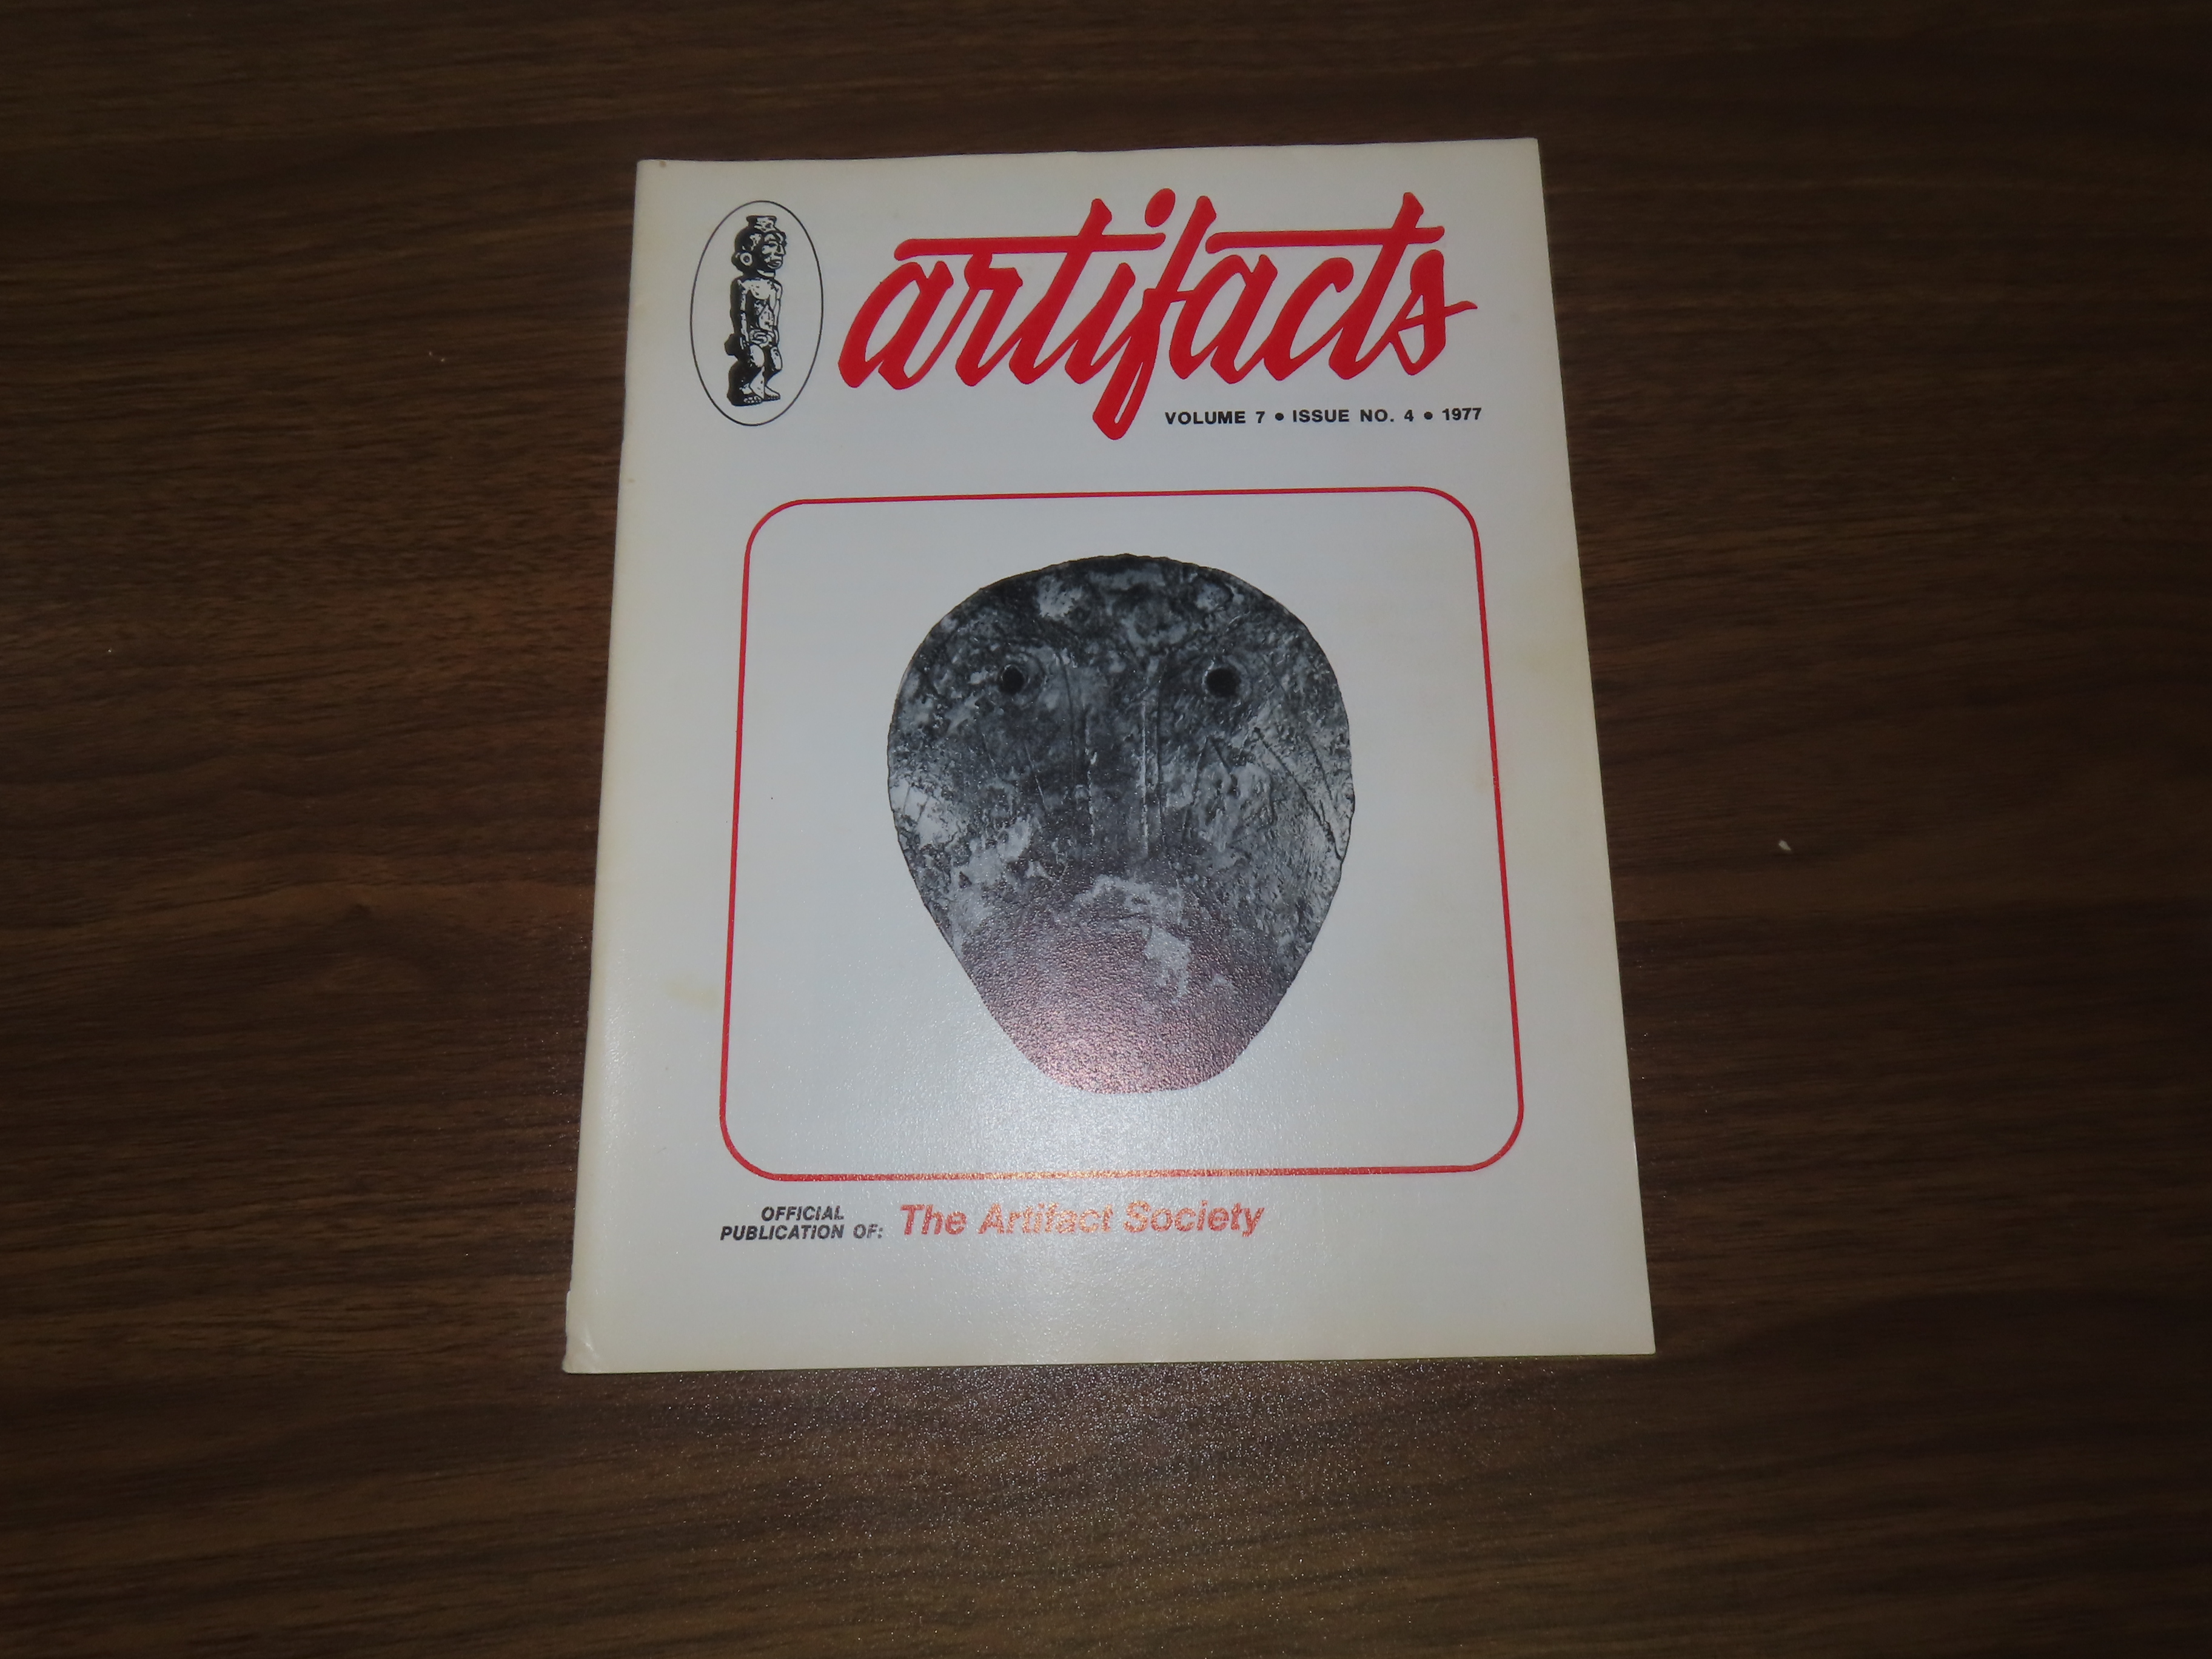 artifacts
VOLUME 7 • ISSUE NO. 4 • 1977
OFFICIAL
PUBLICATION OF: The Artifact Society